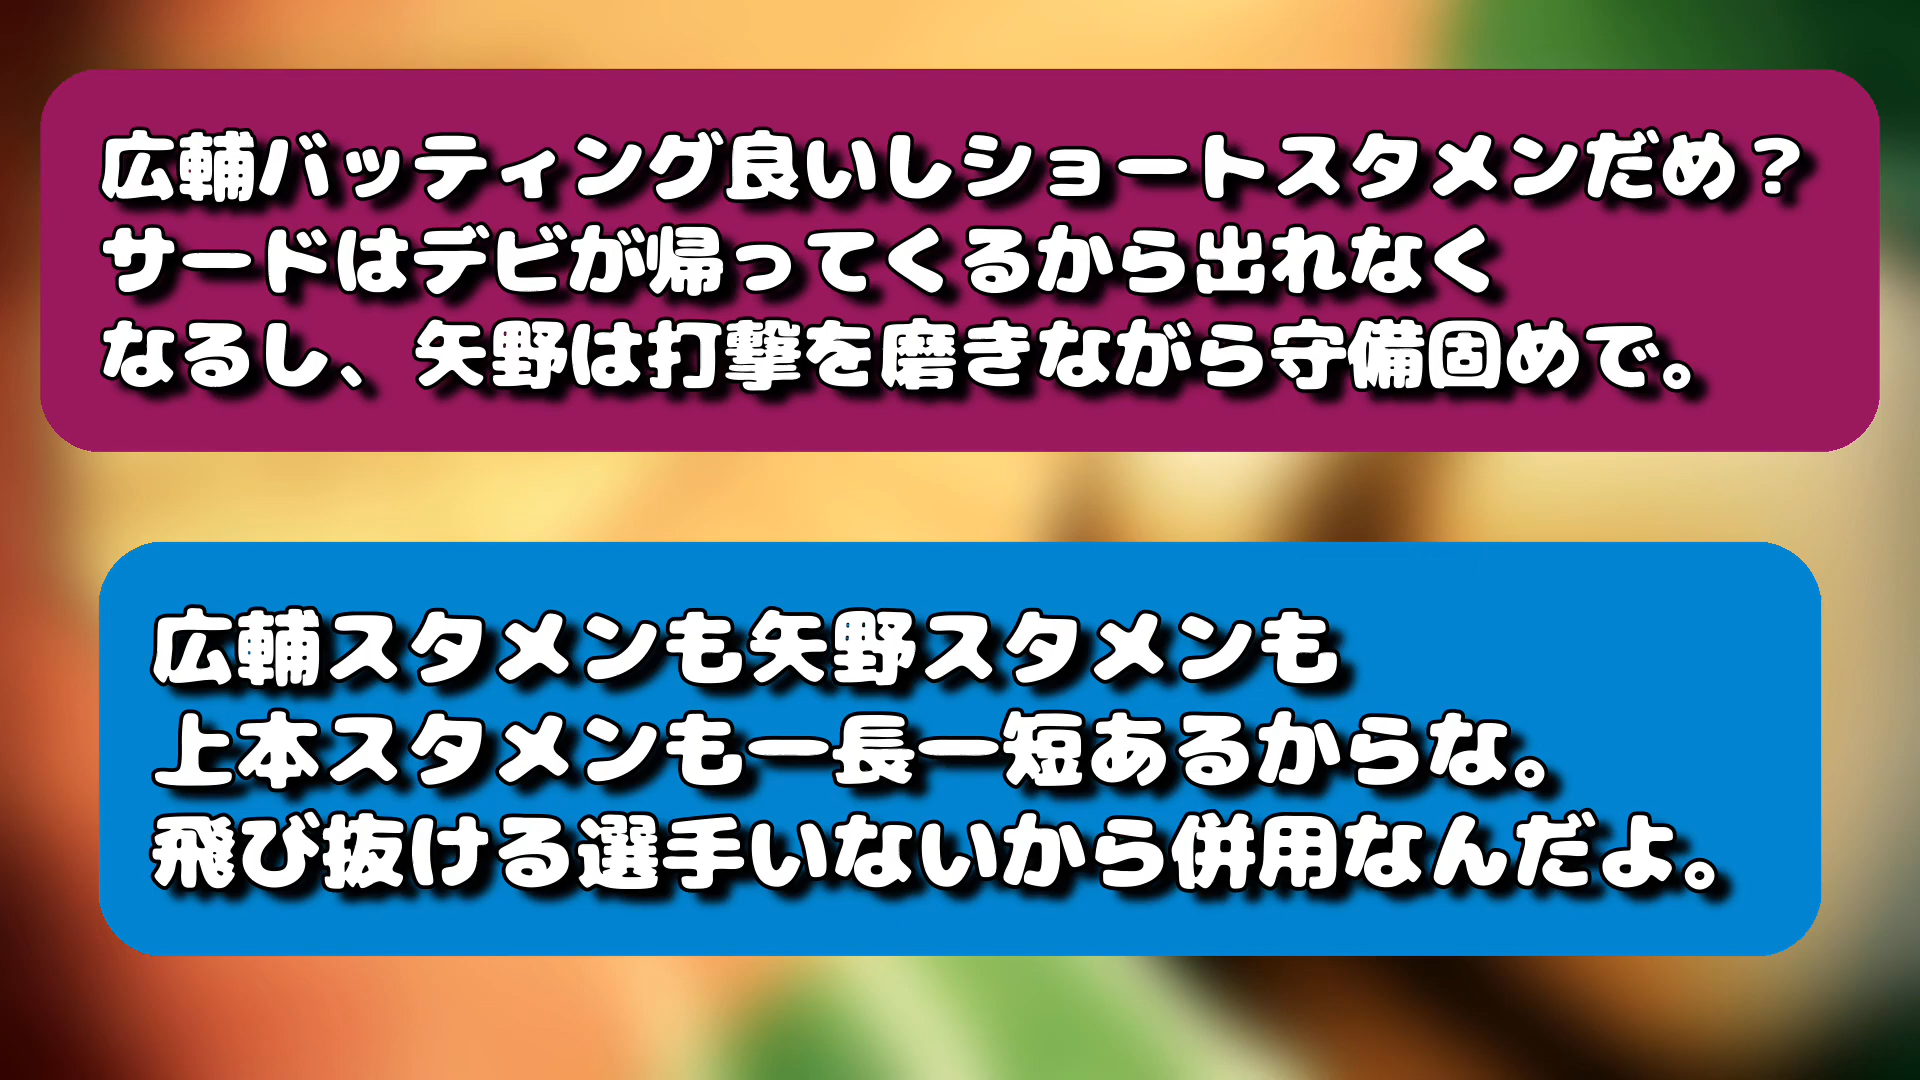 広輔バッティング良いしショートスタメンだめ？
サードはデビが帰ってくるから出れなく
なるし、矢野は打撃を磨きながら守備固めで。
広輔スタメンも矢野スタメンも
上本スタメンも一長一短あるからな。
飛び抜ける選手いないから併用なんだよ。